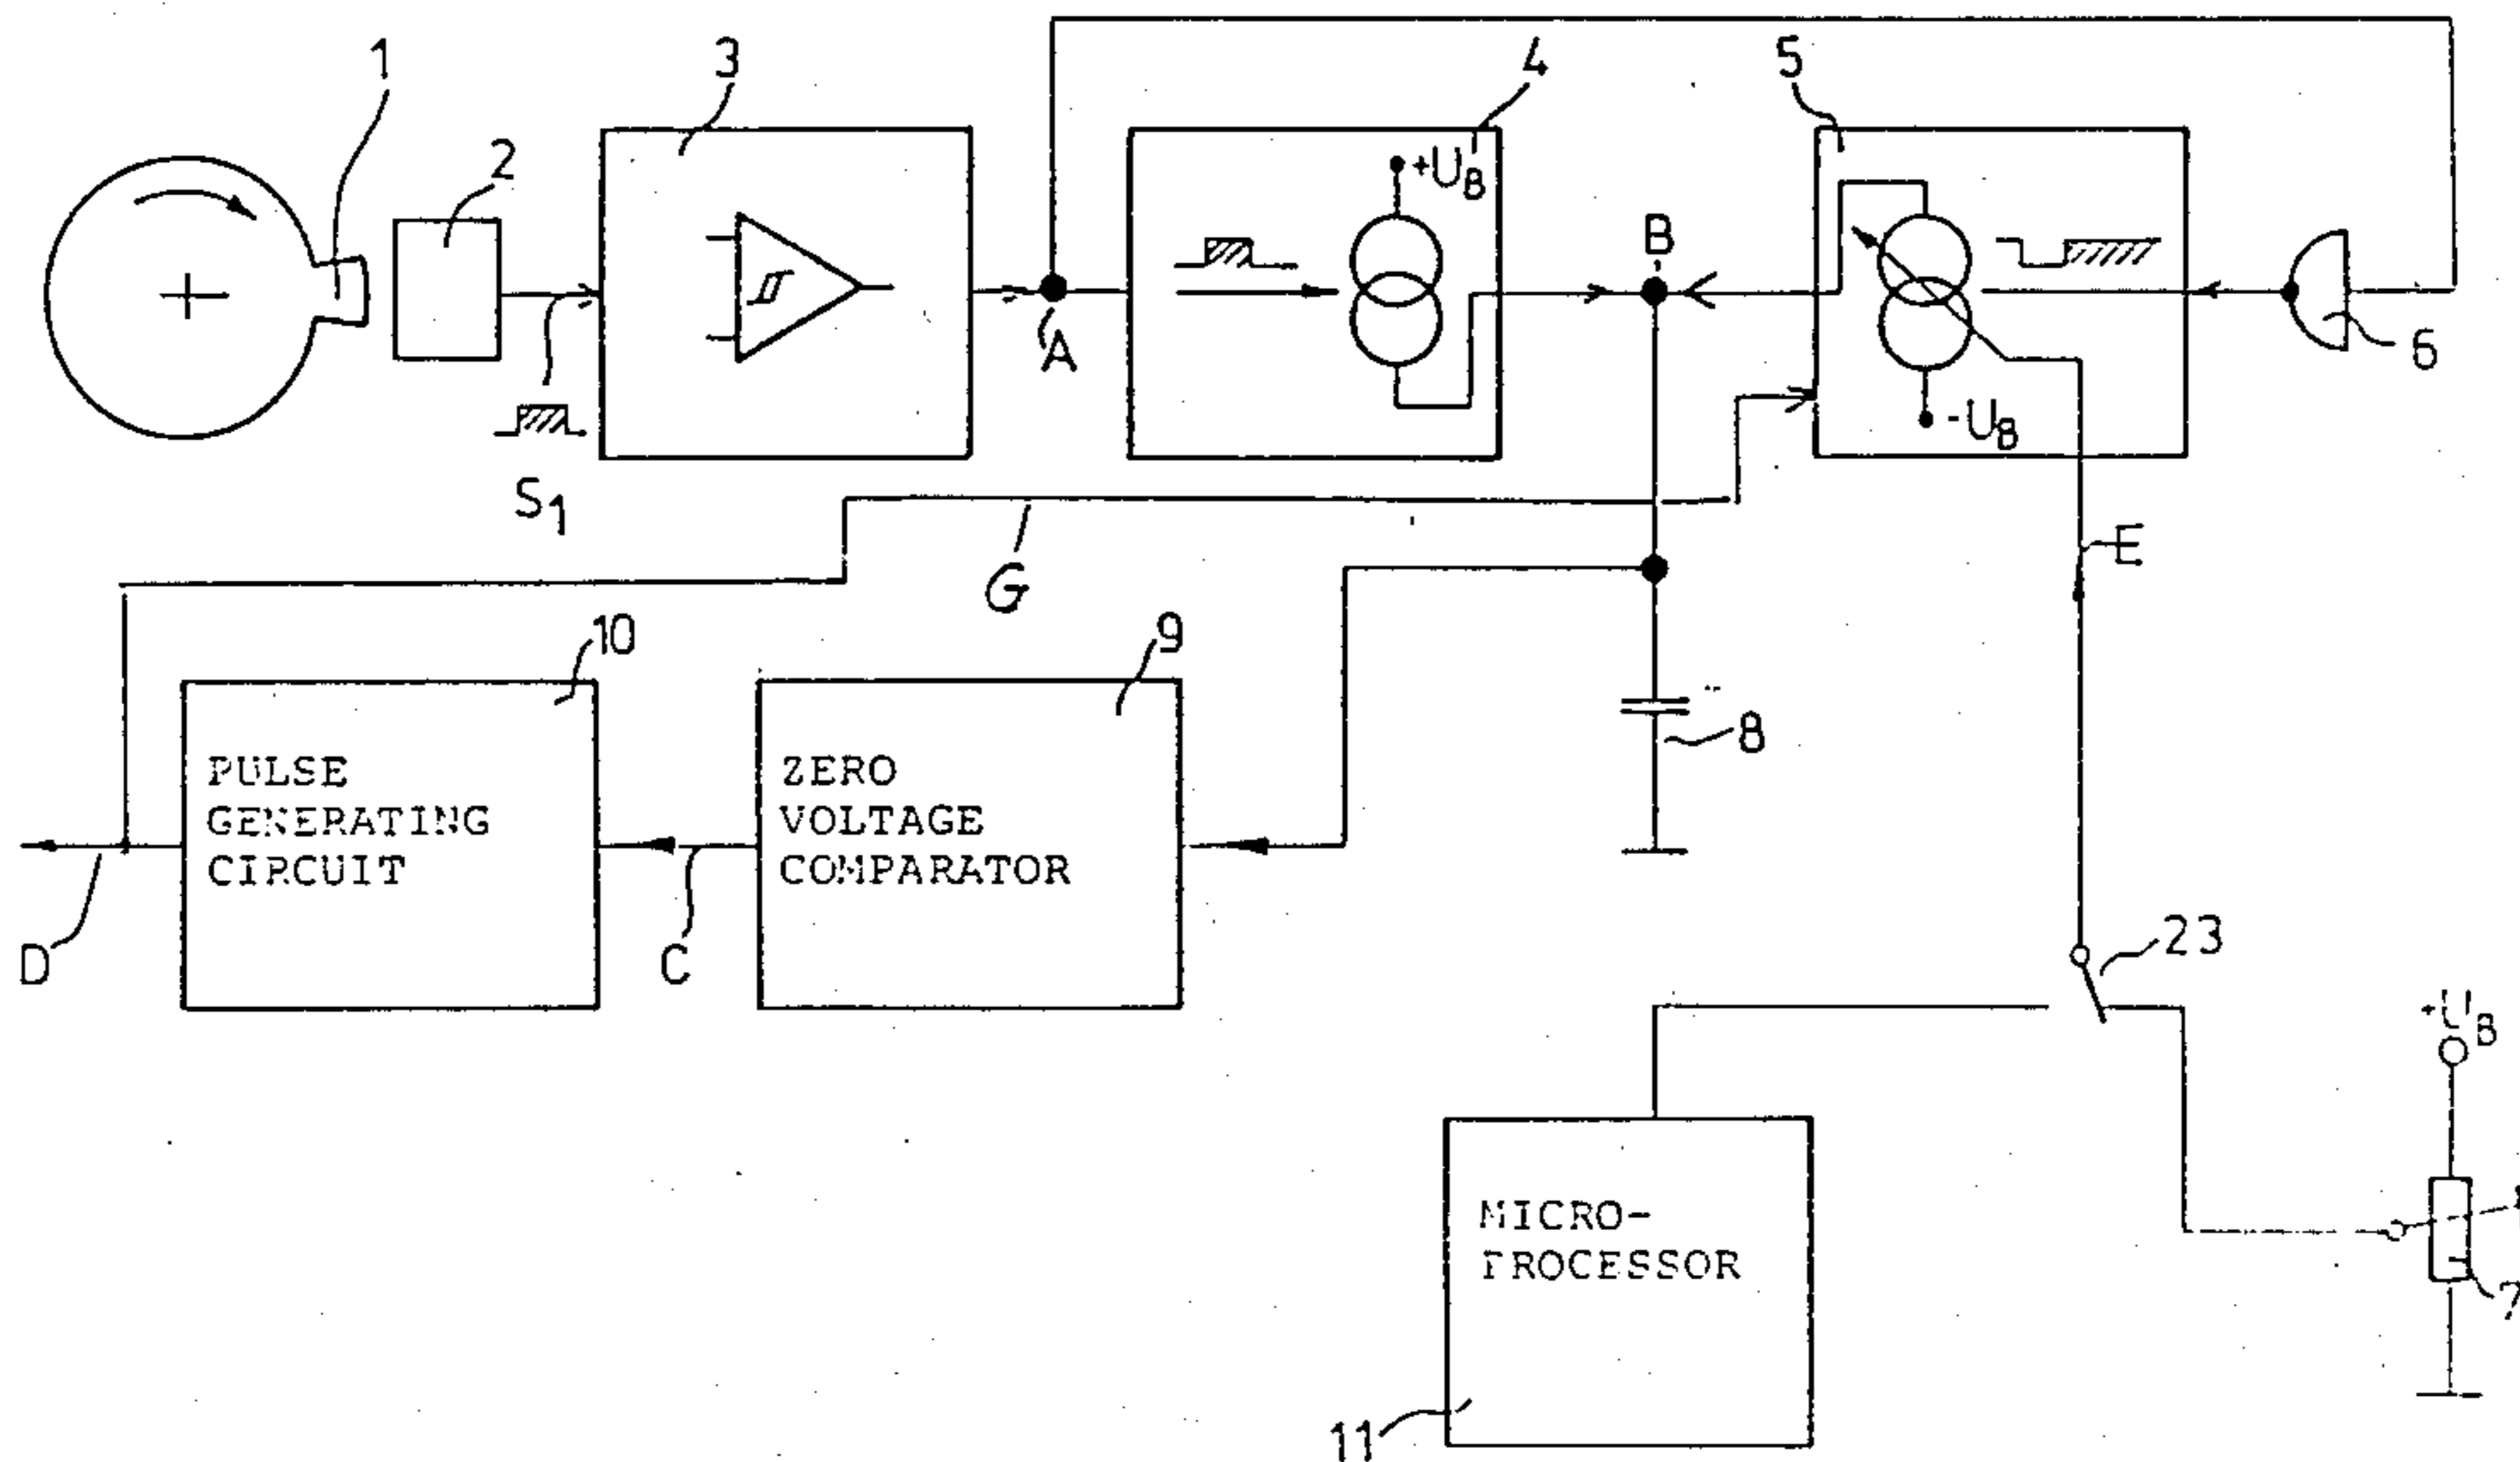 1
2
3
4
5
+U_B
B
-U_B
6
A
S_1
G
E
10
9
8
PULSE
GENERATING
CIRCUIT
ZERO
VOLTAGE
COMPARATOR
D
C
23
+U_B
MICRO-
PROCESSOR
7
11